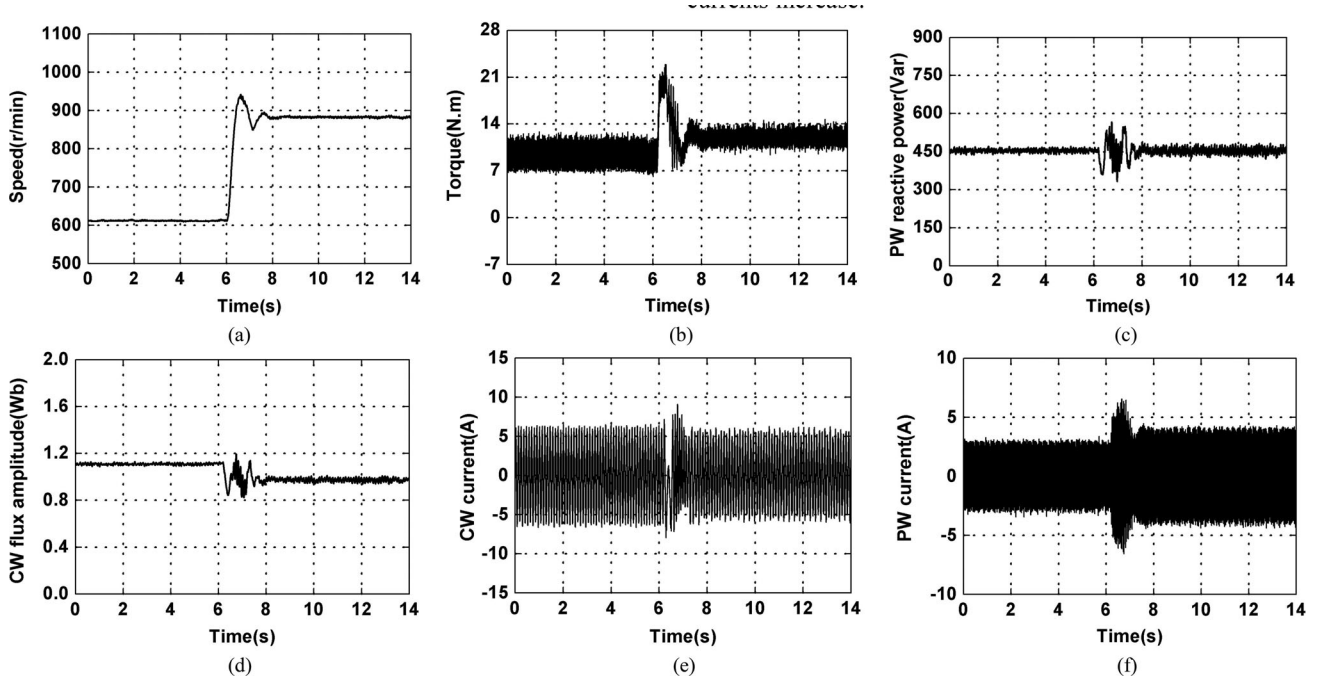 currents increase.
1100
1000
900
800
700
600
500
Speed(r/min)
0 2 4 6 8 10 12 14
Time(s)
(a)
28
21
14
7
0
-7
Torque(N.m)
0 2 4 6 8 10 12 14
Time(s)
(b)
900
750
600
450
300
150
0
PW reactive power(Var)
0 2 4 6 8 10 12 14
Time(s)
(c)
2.0
1.6
1.2
0.8
0.4
0.0
CW flux amplitude(Wb)
0 2 4 6 8 10 12 14
Time(s)
(d)
15
10
5
0
-5
-10
-15
CW current(A)
0 2 4 6 8 10 12 14
Time(s)
(e)
10
5
0
-5
-10
PW current(A)
0 2 4 6 8 10 12 14
Time(s)
(f)